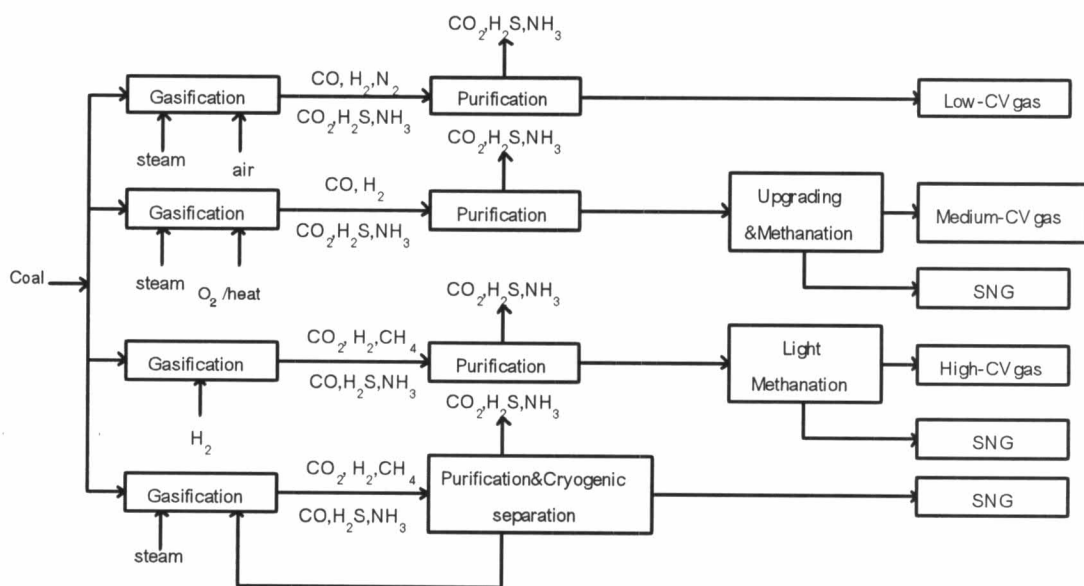 CO₂,H₂S,NH₃
Gasification
CO, H₂,N₂
CO₂,H₂S,NH₃
Purification
Low-CV gas
steam
air
CO₂,H₂S,NH₃
Gasification
CO, H₂
CO₂,H₂S,NH₃
Purification
Upgrading
&Methanation
Medium-CV gas
Coal
steam
O₂ /heat
SNG
CO₂,H₂S,NH₃
Gasification
CO₂, H₂,CH₄
CO,H₂S,NH₃
Purification
Light
Methanation
High-CV gas
H₂
CO₂,H₂S,NH₃
SNG
Gasification
CO₂, H₂,CH₄
CO,H₂S,NH₃
Purification&Cryogenic
separation
SNG
steam